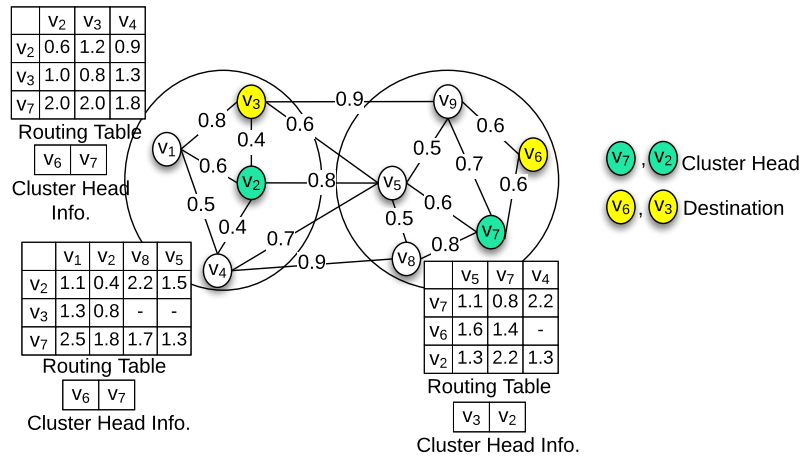 v2 v3 v4
v2 0.6 1.2 0.9
v3 1.0 0.8 1.3
v7 2.0 2.0 1.8
Routing Table
v6 v7
Cluster Head
Info.
v3
0.9
v9
0.8
0.6
0.6
v1
0.4
0.5
v6
0.7
v7 , v2 Cluster Head
0.6
v2
0.8
v5
0.6
0.5
0.6
v6 , v3 Destination
0.4
0.5
0.7
0.8
v7
v4
0.9
v8
v1 v2 v8 v5
v2 1.1 0.4 2.2 1.5
v3 1.3 0.8 - -
v7 2.5 1.8 1.7 1.3
Routing Table
v6 v7
Cluster Head Info.
v5 v7 v4
v7 1.1 0.8 2.2
v6 1.6 1.4 -
v2 1.3 2.2 1.3
Routing Table
v3 v2
Cluster Head Info.